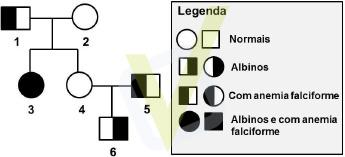 Legenda
1
2
Normais
Albinos
3
4
5
Com anemia falciforme
6
Albinos e com anemia
falciforme